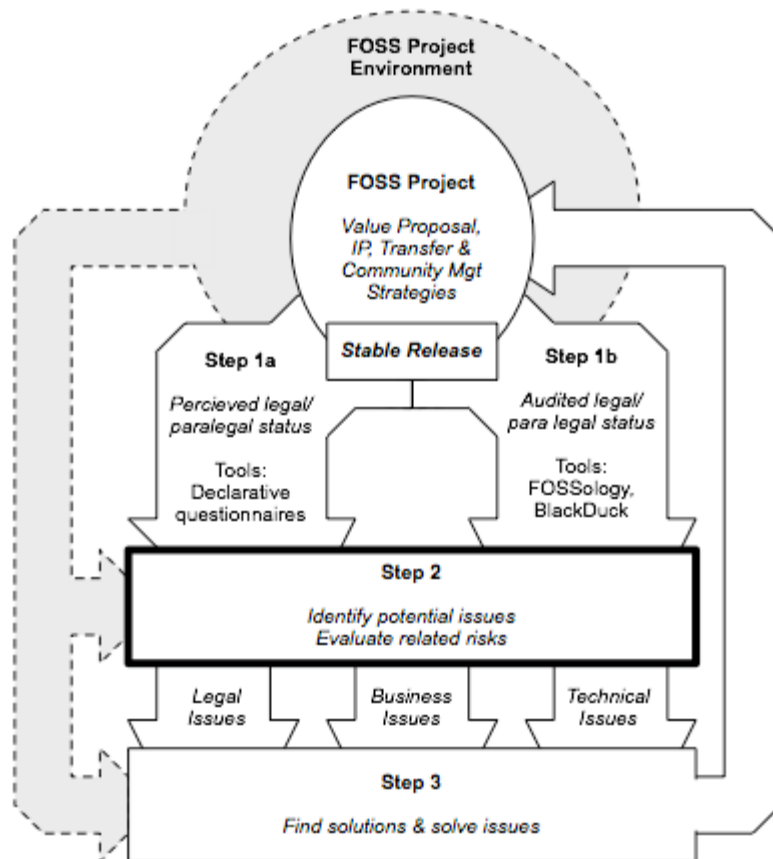 FOSS Project
Environment
FOSS Project
Value Proposal,
IP, Transfer &
Community Mgt
Strategies
Stable Release
Step 1a
Percieved legal/
paralegal status
Tools:
Declarative
questionnaires
Step 1b
Audited legal/
para legal status
Tools:
FOSSology,
BlackDuck
Step 2
Identify potential issues
Evaluate related risks
Legal
Issues
Business
Issues
Technical
Issues
Step 3
Find solutions & solve issues